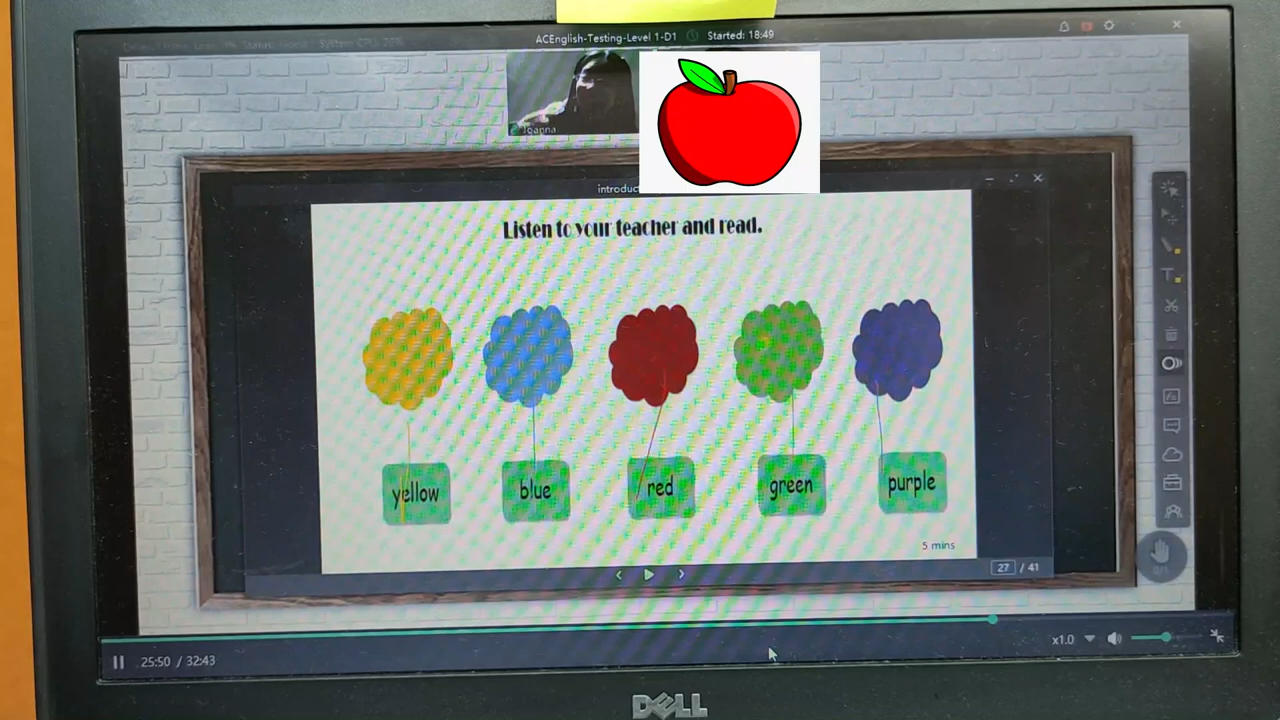 ACEnglish-Testing-Level 1-D1 Started: 18:49
Joanna
introduct
Listen to your teacher and read.
yellow
blue
red
green
purple
5 mins
27 / 41
25:50 / 32:43
x1.0
DELL